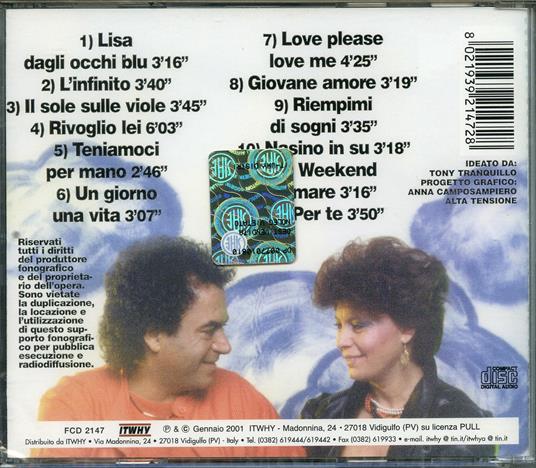 1) Lisa
dagli occhi blu 3'16"
2) L'infinito 3'40"
3) Il sole sulle viole 3'45"
4) Rivoglio lei 6'03"
5) Teniamoci
per mano 2'46"
6) Un giorno
una vita 3'07"
7) Love please
love me 4'25"
8) Giovane amore 3'19"
9) Riempimi
di sogni 3'35"
10) Nasino in su 3'18"
Weekend
mare 3'16"
Per te 3'50"
8 021939 214728
IDEATO DA:
TONY TRANQUILLO
PROGETTO GRAFICO:
ANNA CAMPOSAMPIERO
ALTA TENSIONE
Riservati
tutti i diritti
del produttore
fonografico
e del proprieta-
rio dell'opera.
Sono vietate
la duplicazione,
la locazione e
l'utilizzazione
di questo sup-
porto fonografi-
co per pubblica
esecuzione e
radiodiffusione.
COMPACT
disc
DIGITAL AUDIO
FCD 2147 ITWHY ℗ & © Gennaio 2001 ITWHY - Madonnina, 24 - 27018 Vidigulfo (PV) su licenza PULL
Distribuito da ITWHY - Via Madonnina, 24 - 27018 Vidigulfo (PV) - Italy - Tel. (0382) 619444/619442 - Fax (0382) 619933 - e-mail: itwhy @ tin.it/itwhya @tin.it